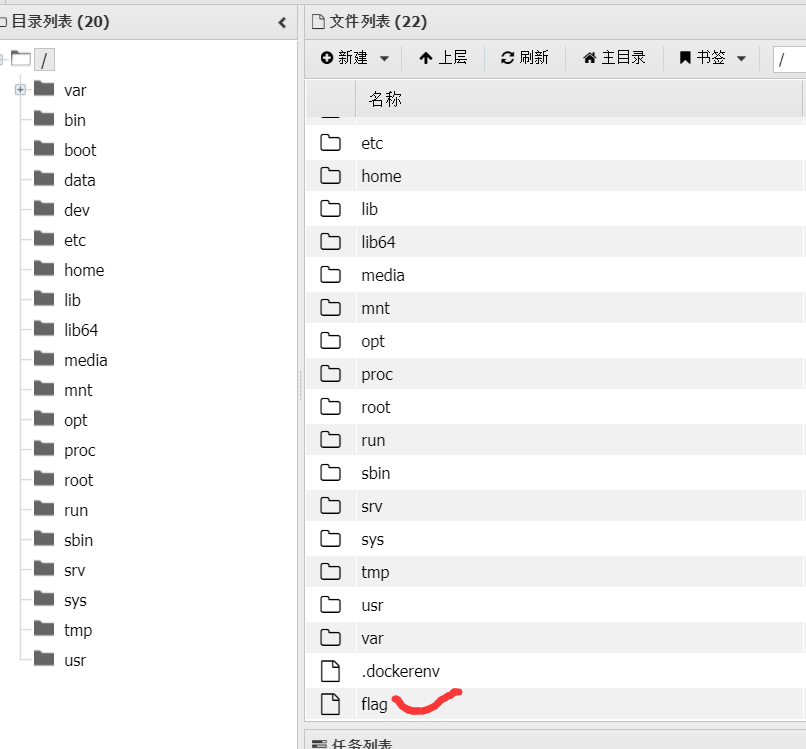 目录列表 (20)
/
var
bin
boot
data
dev
etc
home
lib
lib64
media
mnt
opt
proc
root
run
sbin
srv
sys
tmp
usr
文件列表 (22)
新建 上层 刷新 主目录 书签 /
名称
etc
home
lib
lib64
media
mnt
opt
proc
root
run
sbin
srv
sys
tmp
usr
var
.dockerenv
flag
任务列表